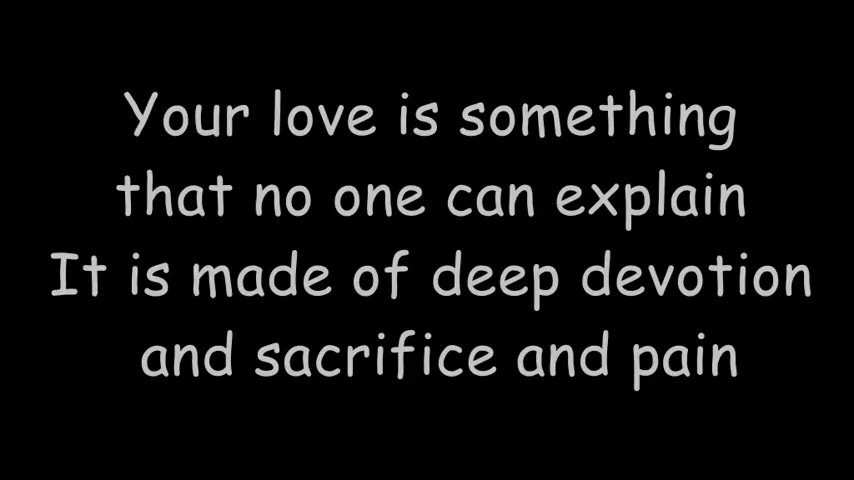 Your love is something
that no one can explain
It is made of deep devotion
and sacrifice and pain